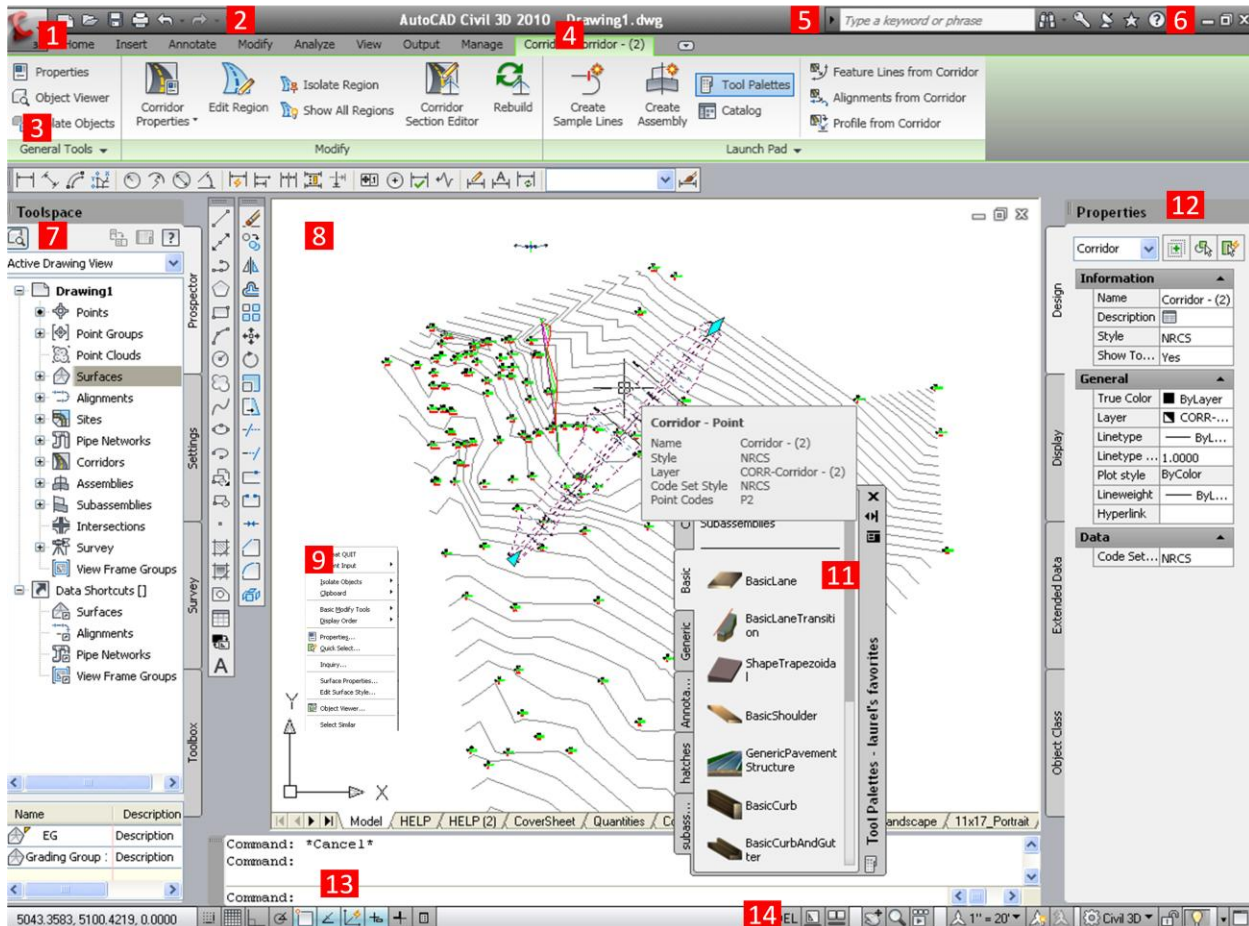 AutoCAD Civil 3D 2010 Drawing1.dwg
Type a keyword or phrase
1
2
4
5
6
Home Insert Annotate Modify Analyze View Output Manage Corridor - (2)
Properties
Object Viewer
Isolate Objects
3
General Tools
Corridor Properties
Edit Region
Isolate Region
Show All Regions
Corridor Section Editor
Rebuild
Modify
Create Sample Lines
Create Assembly
Tool Palettes
Catalog
Feature Lines from Corridor
Alignments from Corridor
Profile from Corridor
Launch Pad
Toolspace
7
Active Drawing View
Drawing1
Points
Point Groups
Point Clouds
Surfaces
Alignments
Sites
Pipe Networks
Corridors
Assemblies
Subassemblies
Intersections
Survey
View Frame Groups
Data Shortcuts []
Surfaces
Alignments
Pipe Networks
View Frame Groups
Prospector
Settings
Survey
Toolbox
Name Description
EG Description
Grading Group : Description
A
8
9
QUIT
Input
Isolate Objects
Clipboard
Basic Modify Tools
Display Order
Properties...
Quick Select...
Inquiry...
Surface Properties...
Edit Surface Style...
Object Viewer...
Select Similar
Y
X
Corridor - Point
Name Corridor - (2)
Style NRCS
Layer CORR-Corridor - (2)
Code Set Style NRCS
Point Codes P2
Subassemblies
11
BasicLane
BasicLaneTransiti
on
ShapeTrapezoida
l
BasicShoulder
GenericPavement
Structure
BasicCurb
BasicCurbAndGut
ter
Basic
Generic
Annota...
hatches
subass...
Tool Palettes - laurel's favorites
Model HELP HELP (2) CoverSheet Quantities Co andscape 11x17_Portrait
Command: *Cancel*
Command:
13
Command:
Properties
12
Corridor
Information
Name Corridor - (2)
Description
Style NRCS
Show To... Yes
General
True Color ByLayer
Layer CORR-...
Linetype ByL...
Linetype ... 1.0000
Plot style ByColor
Lineweight ByL...
Hyperlink
Data
Code Set... NRCS
Design
Display
Extended Data
Object Class
5043.3583, 5100.4219, 0.0000
14
EL
1" = 20'
Civil 3D